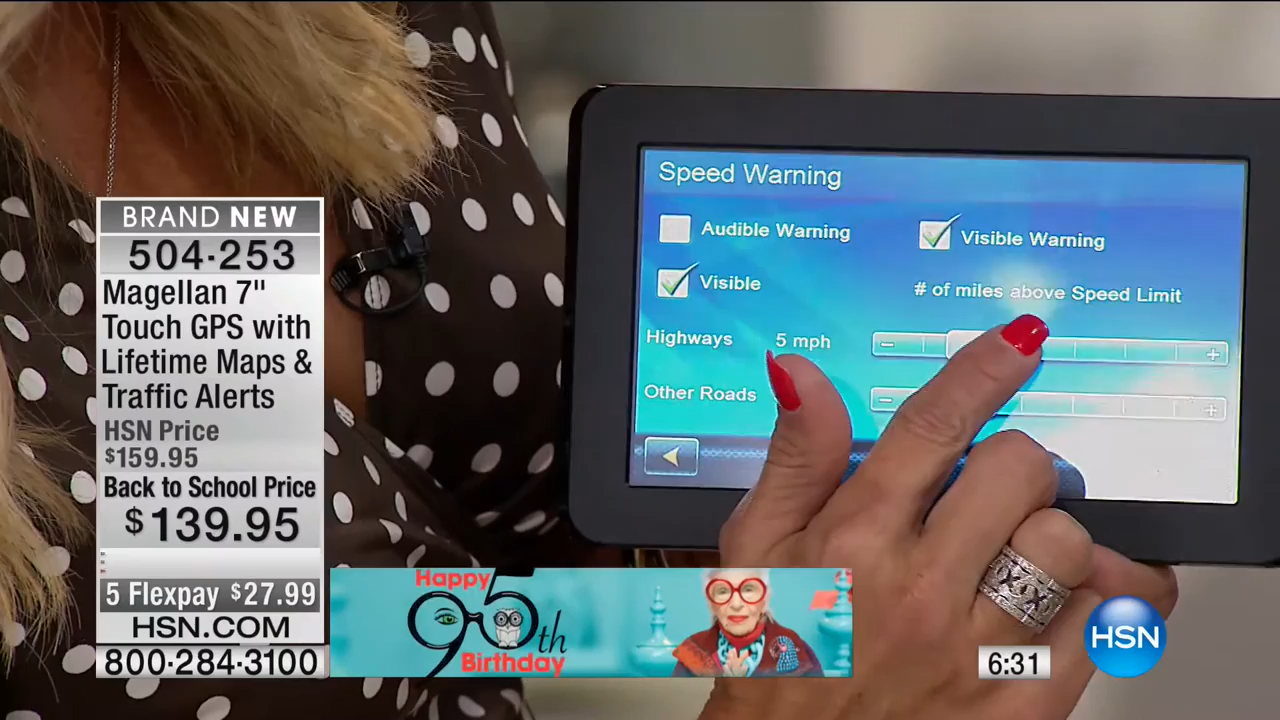 BRAND NEW
504-253
Magellan 7"
Touch GPS with
Lifetime Maps &
Traffic Alerts
HSN Price
$159.95
Back to School Price
$139.95
5 Flexpay $27.99
HSN.COM
800-284-3100
Speed Warning
Audible Warning
Visible Warning
Visible
# of miles above Speed Limit
Highways 5 mph
Other Roads
Happy
95th
Birthday
6:31
HSN